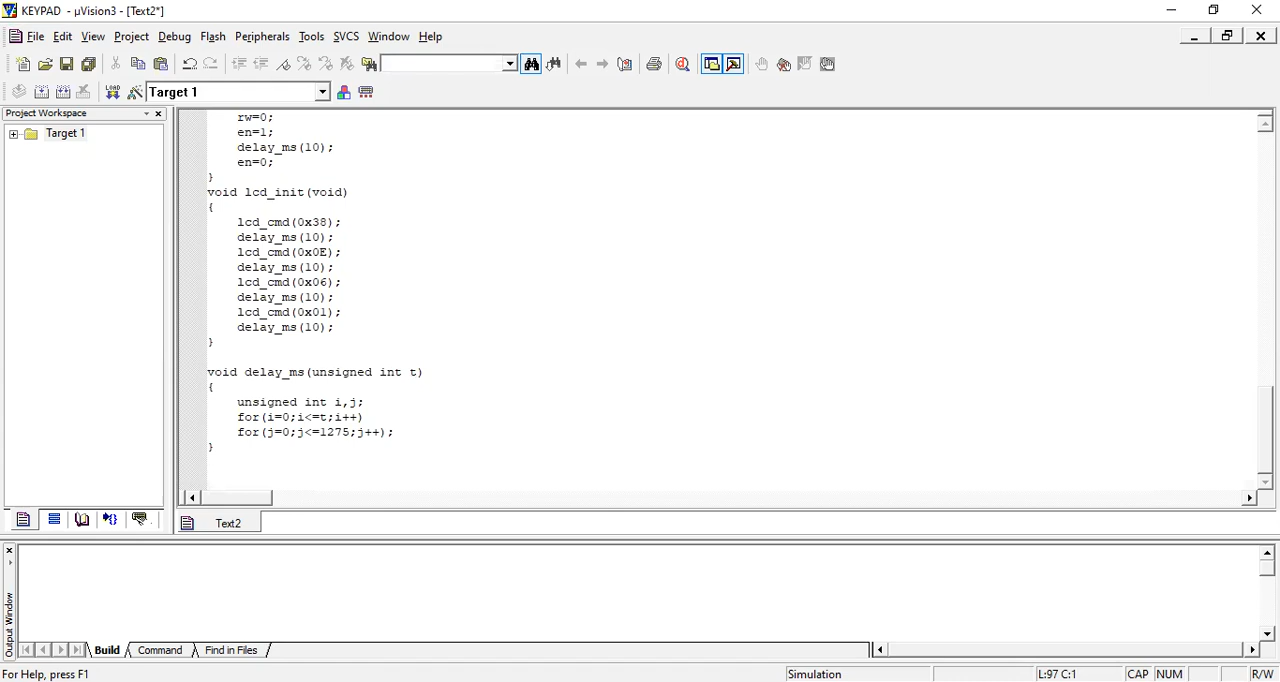 KEYPAD - µVision3 - [Text2*]
File Edit View Project Debug Flash Peripherals Tools SVCS Window Help
LOAD Target 1
Project Workspace
Target 1
rw=0;
en=1;
delay_ms(10);
en=0;
}
void lcd_init(void)
{
lcd_cmd(0x38);
delay_ms(10);
lcd_cmd(0x0E);
delay_ms(10);
lcd_cmd(0x06);
delay_ms(10);
lcd_cmd(0x01);
delay_ms(10);
}
void delay_ms(unsigned int t)
{
unsigned int i,j;
for(i=0;i<=t;i++)
for(j=0;j<=1275;j++);
}
Text2
Output Window
Build Command Find in Files
For Help, press F1
Simulation
L:97 C:1
CAP NUM
R/W